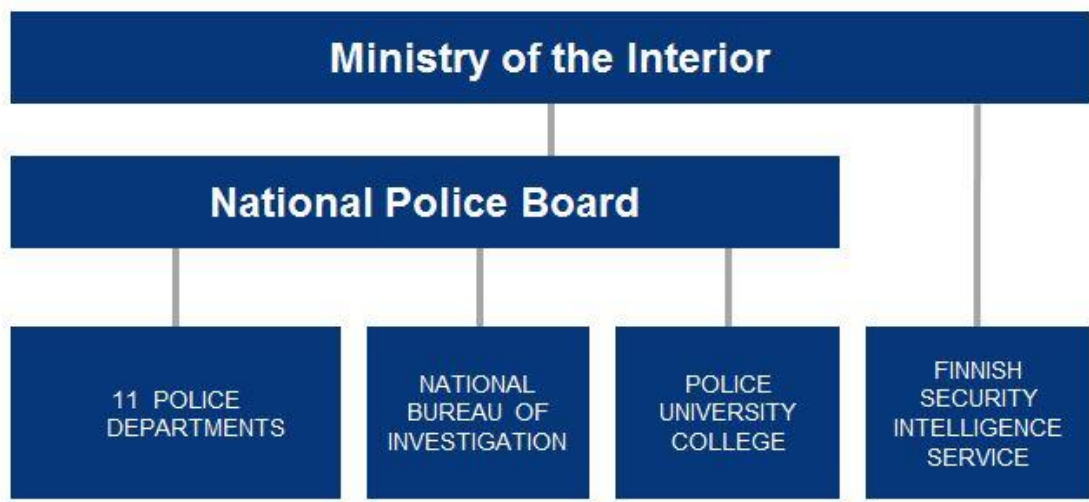 Ministry of the Interior
National Police Board
11 POLICE
DEPARTMENTS
NATIONAL
BUREAU OF
INVESTIGATION
POLICE
UNIVERSITY
COLLEGE
FINNISH
SECURITY
INTELLIGENCE
SERVICE